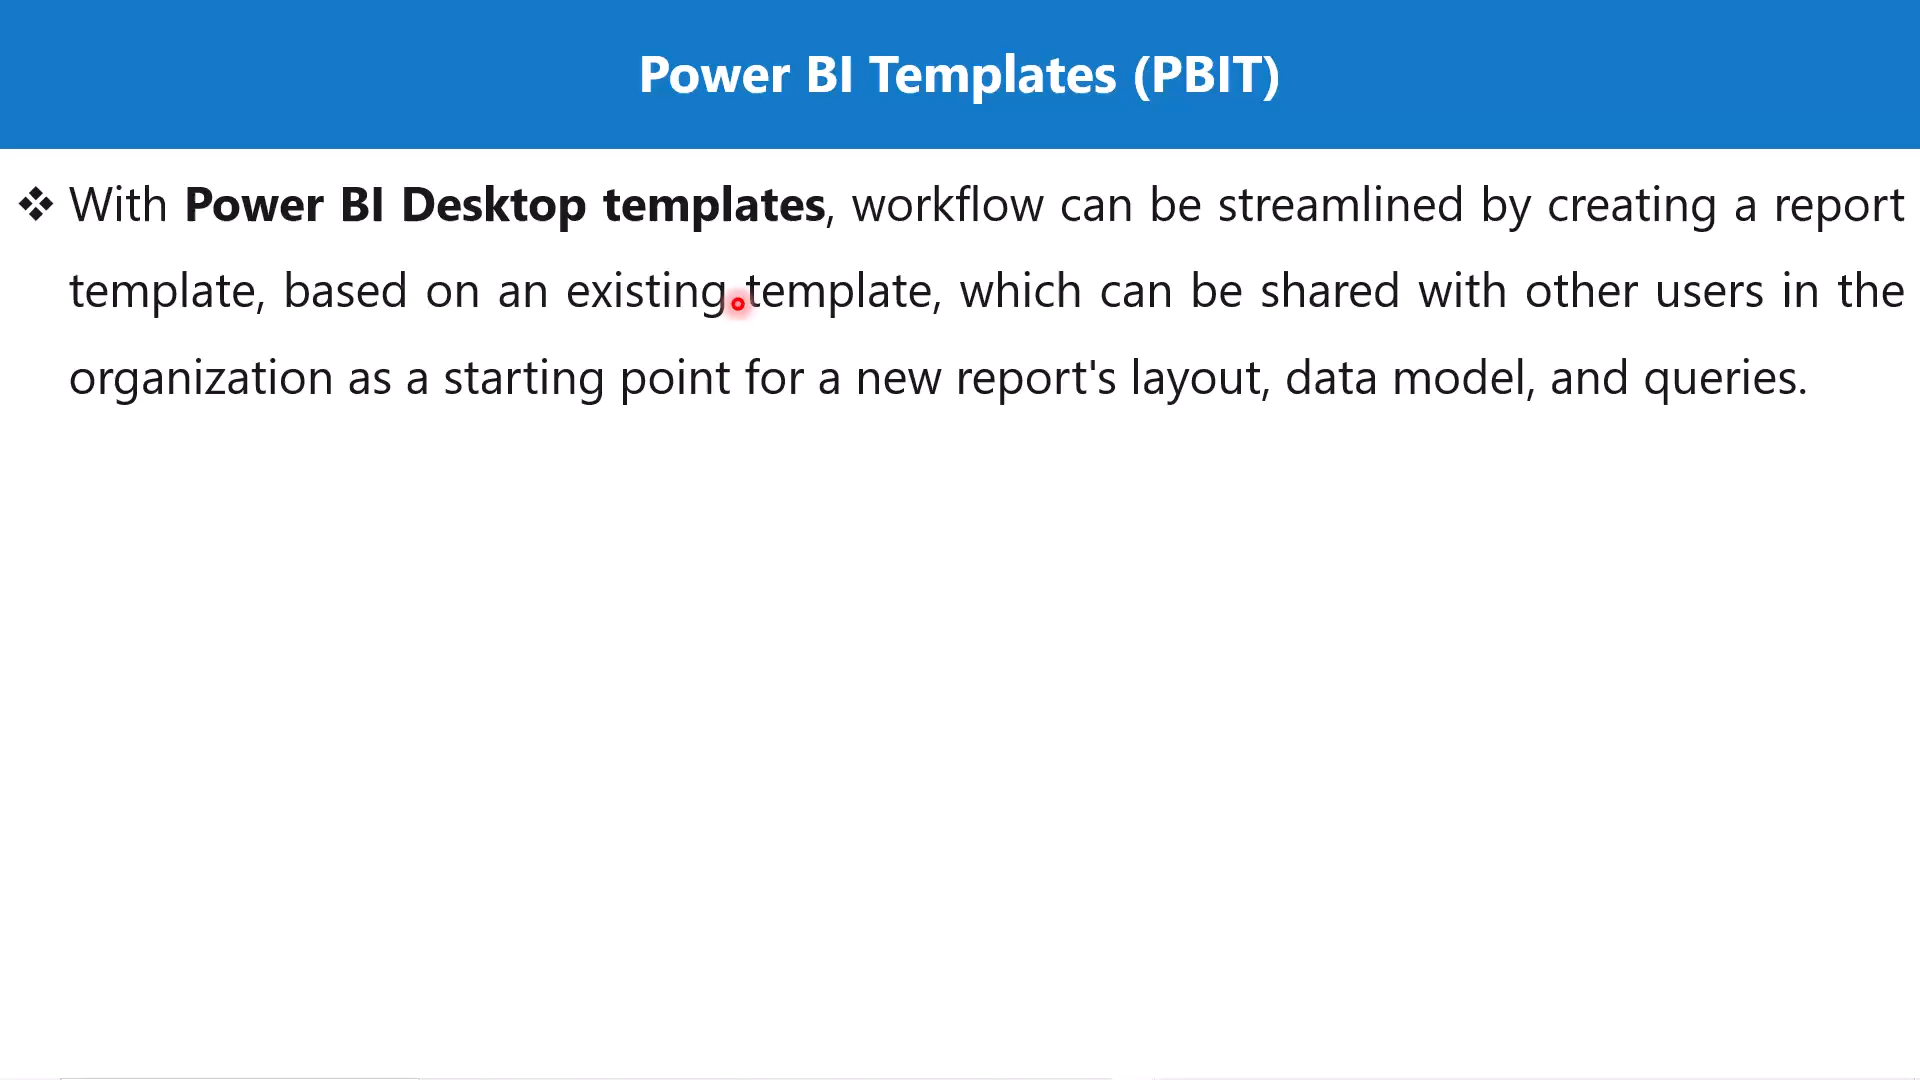 Power BI Templates (PBIT)
❖ With Power BI Desktop templates, workflow can be streamlined by creating a report
template, based on an existing template, which can be shared with other users in the
organization as a starting point for a new report's layout, data model, and queries.